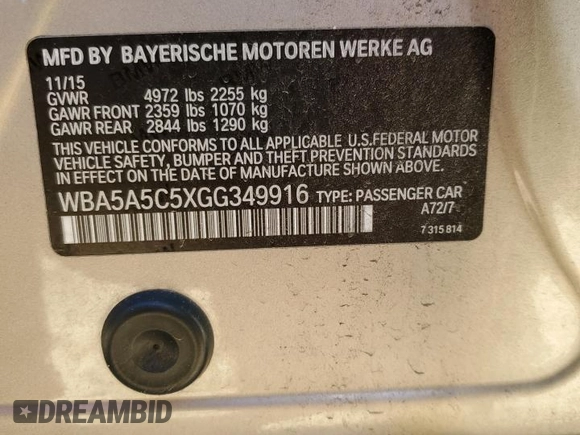 MFD BY BAYERISCHE MOTOREN WERKE AG
11/15
GVWR 4972 lbs 2255 kg
GAWR FRONT 2359 lbs 1070 kg
GAWR REAR 2844 lbs 1290 kg
THIS VEHICLE CONFORMS TO ALL APPLICABLE U.S.FEDERAL MOTOR
VEHICLE SAFETY, BUMPER AND THEFT PREVENTION STANDARDS
IN EFFECT ON THE DATE OF MANUFACTURE SHOWN ABOVE.
WBA5A5C5XGG349916 TYPE: PASSENGER CAR
A72/7
7 315 814
DREAMBID